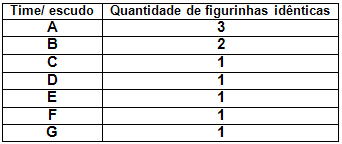 Time/ escudo Quantidade de figurinhas idênticas
A 3
B 2
C 1
D 1
E 1
F 1
G 1